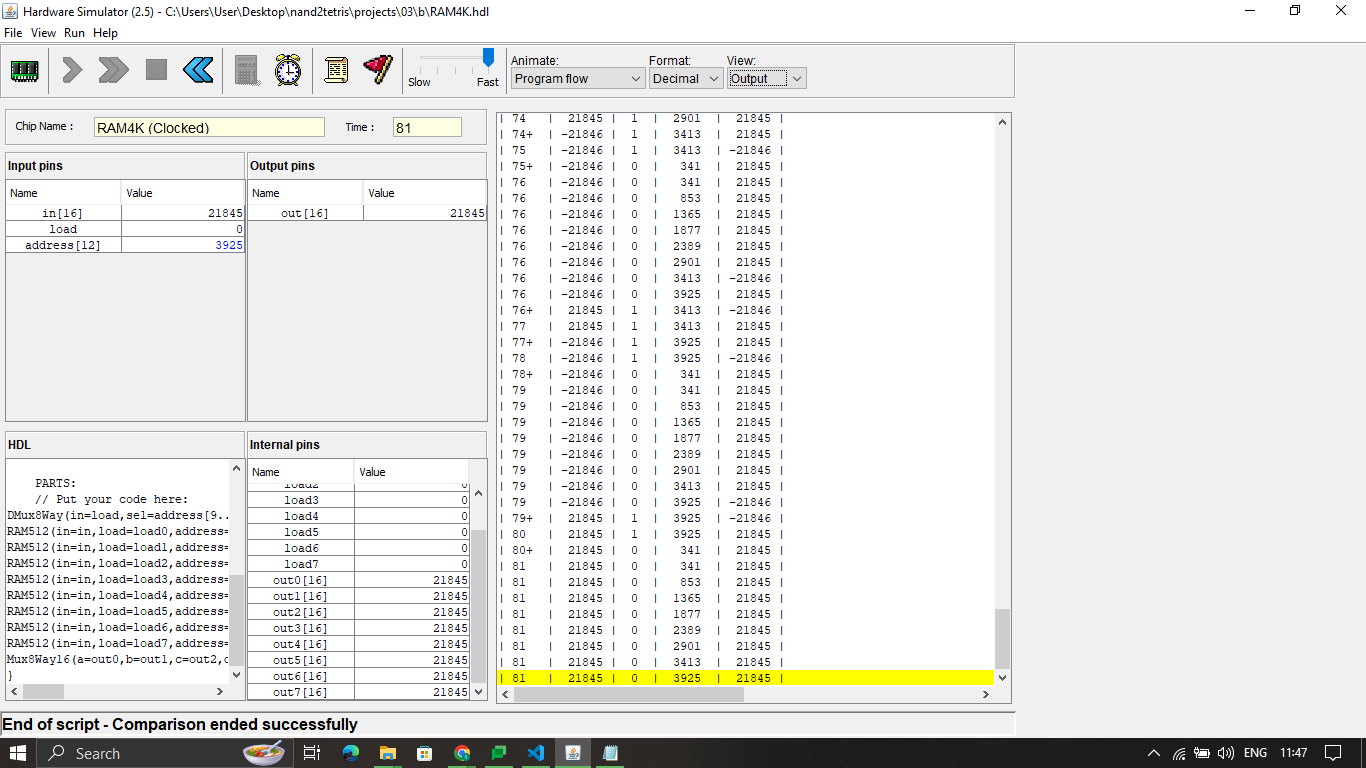 Hardware Simulator (2.5) - C:\Users\User\Desktop\nand2tetris\projects\03\b\RAM4K.hdl
File View Run Help
Slow Fast
Animate: Format: View:
Program flow Decimal Output
Chip Name : RAM4K (Clocked) Time : 81
Input pins
Name Value
in[16] 21845
load 0
address[12] 3925
Output pins
Name Value
out[16] 21845
HDL
PARTS:
// Put your code here:
DMux8Way(in=load,sel=address[9..
RAM512(in=in,load=load0,address=
RAM512(in=in,load=load1,address=
RAM512(in=in,load=load2,address=
RAM512(in=in,load=load3,address=
RAM512(in=in,load=load4,address=
RAM512(in=in,load=load5,address=
RAM512(in=in,load=load6,address=
RAM512(in=in,load=load7,address=
Mux8Way16(a=out0,b=out1,c=out2,
}
Internal pins
Name Value
load2 0
load3 0
load4 0
load5 0
load6 0
load7 0
out0[16] 21845
out1[16] 21845
out2[16] 21845
out3[16] 21845
out4[16] 21845
out5[16] 21845
out6[16] 21845
out7[16] 21845
| 74 | 21845 | 1 | 2901 | 21845 |
| 74+ | -21846 | 1 | 3413 | 21845 |
| 75 | -21846 | 1 | 3413 | -21846 |
| 75+ | -21846 | 0 | 341 | 21845 |
| 76 | -21846 | 0 | 341 | 21845 |
| 76 | -21846 | 0 | 853 | 21845 |
| 76 | -21846 | 0 | 1365 | 21845 |
| 76 | -21846 | 0 | 1877 | 21845 |
| 76 | -21846 | 0 | 2389 | 21845 |
| 76 | -21846 | 0 | 2901 | 21845 |
| 76 | -21846 | 0 | 3413 | -21846 |
| 76 | -21846 | 0 | 3925 | 21845 |
| 76+ | 21845 | 1 | 3413 | -21846 |
| 77 | 21845 | 1 | 3413 | 21845 |
| 77+ | -21846 | 1 | 3925 | 21845 |
| 78 | -21846 | 1 | 3925 | -21846 |
| 78+ | -21846 | 0 | 341 | 21845 |
| 79 | -21846 | 0 | 341 | 21845 |
| 79 | -21846 | 0 | 853 | 21845 |
| 79 | -21846 | 0 | 1365 | 21845 |
| 79 | -21846 | 0 | 1877 | 21845 |
| 79 | -21846 | 0 | 2389 | 21845 |
| 79 | -21846 | 0 | 2901 | 21845 |
| 79 | -21846 | 0 | 3413 | 21845 |
| 79 | -21846 | 0 | 3925 | -21846 |
| 79+ | 21845 | 1 | 3925 | -21846 |
| 80 | 21845 | 1 | 3925 | 21845 |
| 80+ | 21845 | 0 | 341 | 21845 |
| 81 | 21845 | 0 | 341 | 21845 |
| 81 | 21845 | 0 | 853 | 21845 |
| 81 | 21845 | 0 | 1365 | 21845 |
| 81 | 21845 | 0 | 1877 | 21845 |
| 81 | 21845 | 0 | 2389 | 21845 |
| 81 | 21845 | 0 | 2901 | 21845 |
| 81 | 21845 | 0 | 3413 | 21845 |
| 81 | 21845 | 0 | 3925 | 21845 |
End of script - Comparison ended successfully
Search
ENG 11:47